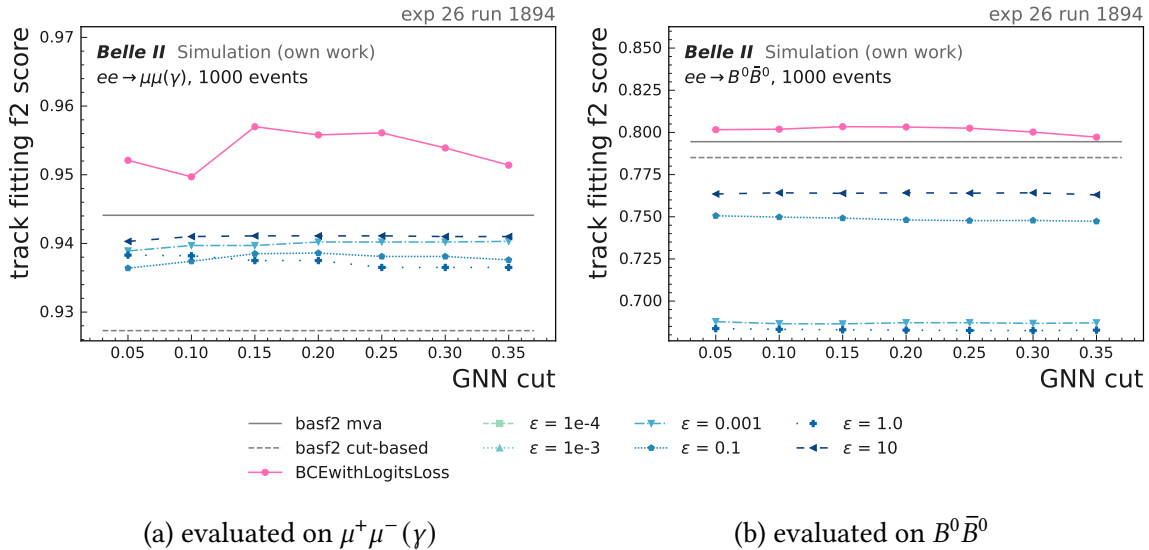 exp 26 run 1894
Belle II Simulation (own work)
ee → μμ(γ), 1000 events
track fitting f2 score
0.97
0.96
0.95
0.94
0.93
0.05 0.10 0.15 0.20 0.25 0.30 0.35
GNN cut
exp 26 run 1894
Belle II Simulation (own work)
ee → B⁰B̄⁰, 1000 events
track fitting f2 score
0.850
0.825
0.800
0.775
0.750
0.725
0.700
0.05 0.10 0.15 0.20 0.25 0.30 0.35
GNN cut
basf2 mva
basf2 cut-based
BCEwithLogitsLoss
ε = 1e-4
ε = 1e-3
ε = 0.001
ε = 0.1
ε = 1.0
ε = 10
(a) evaluated on μ⁺μ⁻(γ)
(b) evaluated on B⁰B̄⁰